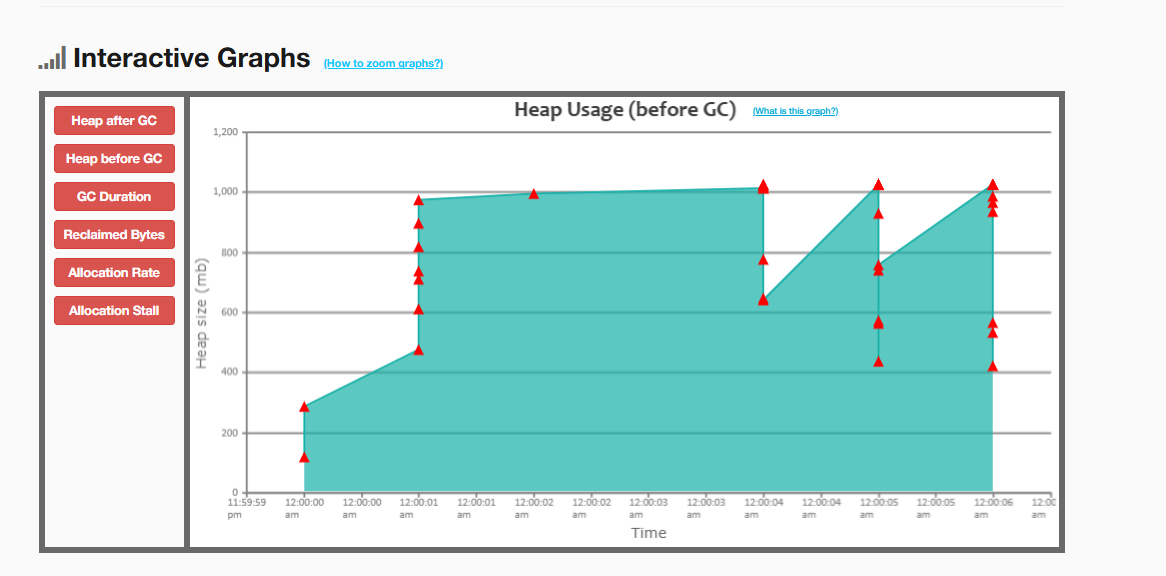 Interactive Graphs (How to zoom graphs?)
Heap after GC
Heap before GC
GC Duration
Reclaimed Bytes
Allocation Rate
Allocation Stall
Heap Usage (before GC) (What is this graph?)
1,200
1,000
800
600
400
200
0
Heap size (mb)
11:59:59 12:00:00 12:00:00 12:00:01 12:00:01 12:00:02 12:00:02 12:00:03 12:00:03 12:00:04 12:00:04 12:00:05 12:00:05 12:00:06 12:00
pm am am am am am am am am am am am am am am
Time